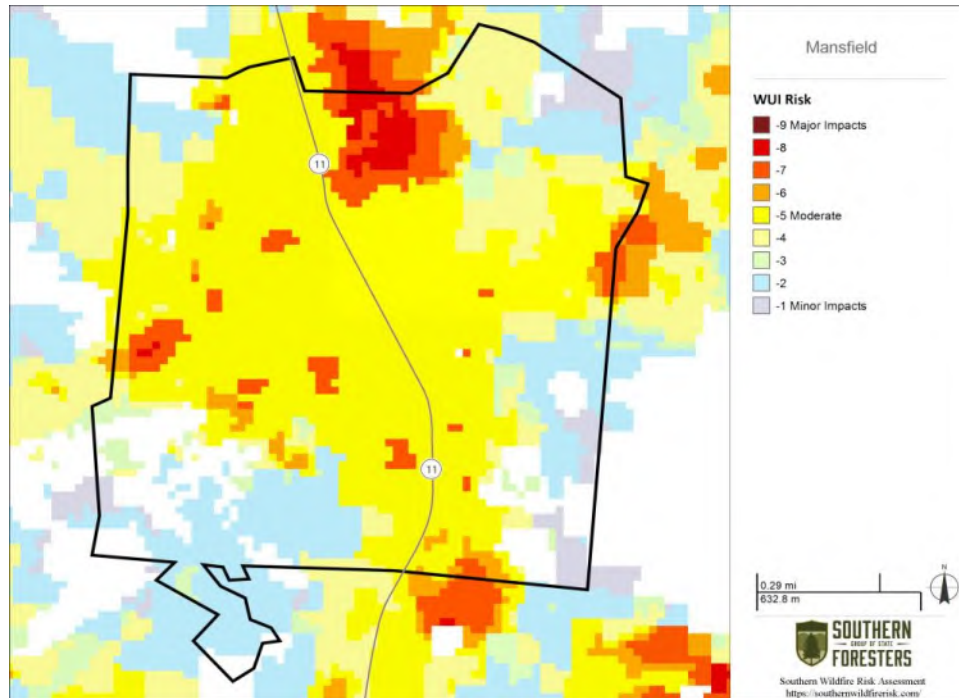 11
11
Mansfield
WUI Risk
-9 Major Impacts
-8
-7
-6
-5 Moderate
-4
-3
-2
-1 Minor Impacts
0.29 mi
632.8 m
N
SOUTHERN
GROUP OF STATE
FORESTERS
Southern Wildfire Risk Assessment
https://southernwildfirerisk.com/